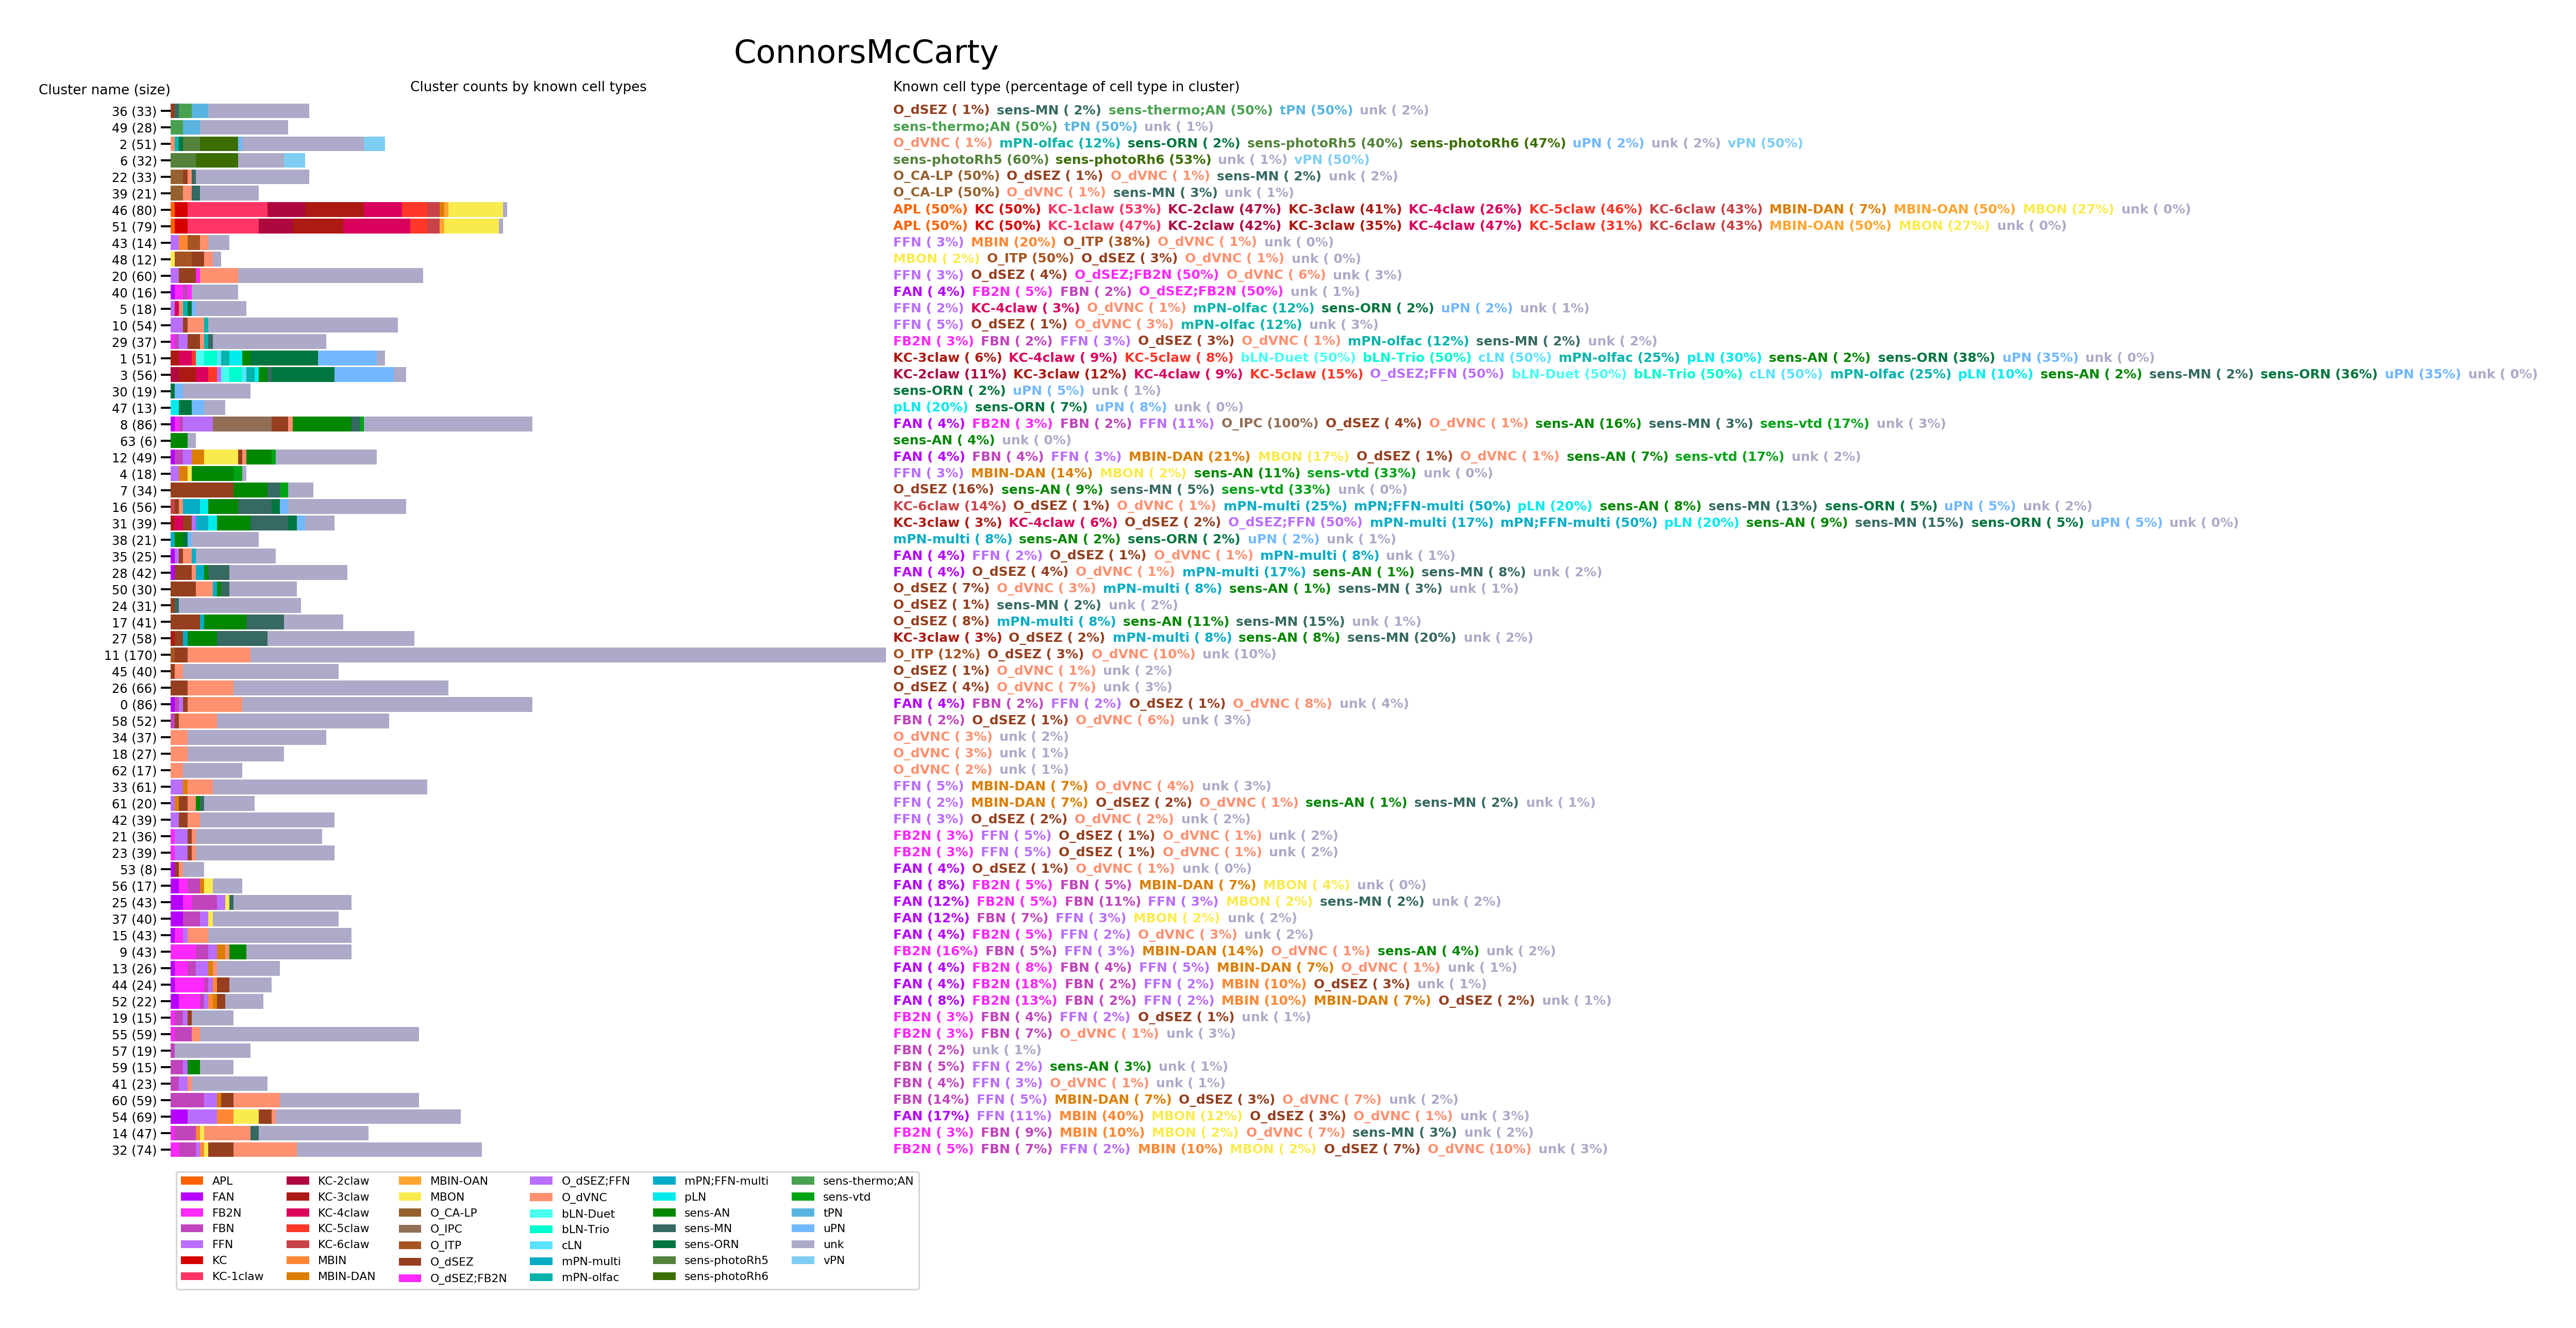 ConnorsMcCarty
Cluster name (size) Cluster counts by known cell types Known cell type (percentage of cell type in cluster)
36 (33) O_dSEZ ( 1%) sens-MN ( 2%) sens-thermo;AN (50%) tPN (50%) unk ( 2%)
49 (28) sens-thermo;AN (50%) tPN (50%) unk ( 1%)
2 (51) O_dVNC ( 1%) mPN-olfac (12%) sens-ORN ( 2%) sens-photoRh5 (40%) sens-photoRh6 (47%) uPN ( 2%) unk ( 2%) vPN (50%)
6 (32) sens-photoRh5 (60%) sens-photoRh6 (53%) unk ( 1%) vPN (50%)
22 (33) O_CA-LP (50%) O_dSEZ ( 1%) O_dVNC ( 1%) sens-MN ( 2%) unk ( 2%)
39 (21) O_CA-LP (50%) O_dVNC ( 1%) sens-MN ( 3%) unk ( 1%)
46 (80) APL (50%) KC (50%) KC-1claw (53%) KC-2claw (47%) KC-3claw (41%) KC-4claw (26%) KC-5claw (46%) KC-6claw (43%) MBIN-DAN ( 7%) MBIN-OAN (50%) MBON (27%) unk ( 0%)
51 (79) APL (50%) KC (50%) KC-1claw (47%) KC-2claw (42%) KC-3claw (35%) KC-4claw (47%) KC-5claw (31%) KC-6claw (43%) MBIN-OAN (50%) MBON (27%) unk ( 0%)
43 (14) FFN ( 3%) MBIN (20%) O_ITP (38%) O_dVNC ( 1%) unk ( 0%)
48 (12) MBON ( 2%) O_ITP (50%) O_dSEZ ( 3%) O_dVNC ( 1%) unk ( 0%)
20 (60) FFN ( 3%) O_dSEZ ( 4%) O_dSEZ;FB2N (50%) O_dVNC ( 6%) unk ( 3%)
40 (16) FAN ( 4%) FB2N ( 5%) FBN ( 2%) O_dSEZ;FB2N (50%) unk ( 1%)
5 (18) FFN ( 2%) KC-4claw ( 3%) O_dVNC ( 1%) mPN-olfac (12%) sens-ORN ( 2%) uPN ( 2%) unk ( 1%)
10 (54) FFN ( 5%) O_dSEZ ( 1%) O_dVNC ( 3%) mPN-olfac (12%) unk ( 3%)
29 (37) FB2N ( 3%) FBN ( 2%) FFN ( 3%) O_dSEZ ( 3%) O_dVNC ( 1%) mPN-olfac (12%) sens-MN ( 2%) unk ( 2%)
1 (51) KC-3claw ( 6%) KC-4claw ( 9%) KC-5claw ( 8%) bLN-Duet (50%) bLN-Trio (50%) cLN (50%) mPN-olfac (25%) pLN (30%) sens-AN ( 2%) sens-ORN (38%) uPN (35%) unk ( 0%)
3 (56) KC-2claw (11%) KC-3claw (12%) KC-4claw ( 9%) KC-5claw (15%) O_dSEZ;FFN (50%) bLN-Duet (50%) bLN-Trio (50%) cLN (50%) mPN-olfac (25%) pLN (10%) sens-AN ( 2%) sens-MN ( 2%) sens-ORN (36%) uPN (35%) unk ( 0%)
30 (19) sens-ORN ( 2%) uPN ( 5%) unk ( 1%)
47 (13) pLN (20%) sens-ORN ( 7%) uPN ( 8%) unk ( 0%)
8 (86) FAN ( 4%) FB2N ( 3%) FBN ( 2%) FFN (11%) O_IPC (100%) O_dSEZ ( 4%) O_dVNC ( 1%) sens-AN (16%) sens-MN ( 3%) sens-vtd (17%) unk ( 3%)
63 (6) sens-AN ( 4%) unk ( 0%)
12 (49) FAN ( 4%) FBN ( 4%) FFN ( 3%) MBIN-DAN (21%) MBON (17%) O_dSEZ ( 1%) O_dVNC ( 1%) sens-AN ( 7%) sens-vtd (17%) unk ( 2%)
4 (18) FFN ( 3%) MBIN-DAN (14%) MBON ( 2%) sens-AN (11%) sens-vtd (33%) unk ( 0%)
7 (34) O_dSEZ (16%) sens-AN ( 9%) sens-MN ( 5%) sens-vtd (33%) unk ( 0%)
16 (56) KC-6claw (14%) O_dSEZ ( 1%) O_dVNC ( 1%) mPN-multi (25%) mPN;FFN-multi (50%) pLN (20%) sens-AN ( 8%) sens-MN (13%) sens-ORN ( 5%) uPN ( 5%) unk ( 2%)
31 (39) KC-3claw ( 3%) KC-4claw ( 6%) O_dSEZ ( 2%) O_dSEZ;FFN (50%) mPN-multi (17%) mPN;FFN-multi (50%) pLN (20%) sens-AN ( 9%) sens-MN (15%) sens-ORN ( 5%) uPN ( 5%) unk ( 0%)
38 (21) mPN-multi ( 8%) sens-AN ( 2%) sens-ORN ( 2%) uPN ( 2%) unk ( 1%)
35 (25) FAN ( 4%) FFN ( 2%) O_dSEZ ( 1%) O_dVNC ( 1%) mPN-multi ( 8%) unk ( 1%)
28 (42) FAN ( 4%) O_dSEZ ( 4%) O_dVNC ( 1%) mPN-multi (17%) sens-AN ( 1%) sens-MN ( 8%) unk ( 2%)
50 (30) O_dSEZ ( 7%) O_dVNC ( 3%) mPN-multi ( 8%) sens-AN ( 1%) sens-MN ( 3%) unk ( 1%)
24 (31) O_dSEZ ( 1%) sens-MN ( 2%) unk ( 2%)
17 (41) O_dSEZ ( 8%) mPN-multi ( 8%) sens-AN (11%) sens-MN (15%) unk ( 1%)
27 (58) KC-3claw ( 3%) O_dSEZ ( 2%) mPN-multi ( 8%) sens-AN ( 8%) sens-MN (20%) unk ( 2%)
11 (170) O_ITP (12%) O_dSEZ ( 3%) O_dVNC (10%) unk (10%)
45 (40) O_dSEZ ( 1%) O_dVNC ( 1%) unk ( 2%)
26 (66) O_dSEZ ( 4%) O_dVNC ( 7%) unk ( 3%)
0 (86) FAN ( 4%) FBN ( 2%) FFN ( 2%) O_dSEZ ( 1%) O_dVNC ( 8%) unk ( 4%)
58 (52) FBN ( 2%) O_dSEZ ( 1%) O_dVNC ( 6%) unk ( 3%)
34 (37) O_dVNC ( 3%) unk ( 2%)
18 (27) O_dVNC ( 3%) unk ( 1%)
62 (17) O_dVNC ( 2%) unk ( 1%)
33 (61) FFN ( 5%) MBIN-DAN ( 7%) O_dVNC ( 4%) unk ( 3%)
61 (20) FFN ( 2%) MBIN-DAN ( 7%) O_dSEZ ( 2%) O_dVNC ( 1%) sens-AN ( 1%) sens-MN ( 2%) unk ( 1%)
42 (39) FFN ( 3%) O_dSEZ ( 2%) O_dVNC ( 2%) unk ( 2%)
21 (36) FB2N ( 3%) FFN ( 5%) O_dSEZ ( 1%) O_dVNC ( 1%) unk ( 2%)
23 (39) FB2N ( 3%) FFN ( 5%) O_dSEZ ( 1%) O_dVNC ( 1%) unk ( 2%)
53 (8) FAN ( 4%) O_dSEZ ( 1%) O_dVNC ( 1%) unk ( 0%)
56 (17) FAN ( 8%) FB2N ( 5%) FBN ( 5%) MBIN-DAN ( 7%) MBON ( 4%) unk ( 0%)
25 (43) FAN (12%) FB2N ( 5%) FBN (11%) FFN ( 3%) MBON ( 2%) sens-MN ( 2%) unk ( 2%)
37 (40) FAN (12%) FBN ( 7%) FFN ( 3%) MBON ( 2%) unk ( 2%)
15 (43) FAN ( 4%) FB2N ( 5%) FFN ( 2%) O_dVNC ( 3%) unk ( 2%)
9 (43) FB2N (16%) FBN ( 5%) FFN ( 3%) MBIN-DAN (14%) O_dVNC ( 1%) sens-AN ( 4%) unk ( 2%)
13 (26) FAN ( 4%) FB2N ( 8%) FBN ( 4%) FFN ( 5%) MBIN-DAN ( 7%) O_dVNC ( 1%) unk ( 1%)
44 (24) FAN ( 4%) FB2N (18%) FBN ( 2%) FFN ( 2%) MBIN (10%) O_dSEZ ( 3%) unk ( 1%)
52 (22) FAN ( 8%) FB2N (13%) FBN ( 2%) FFN ( 2%) MBIN (10%) MBIN-DAN ( 7%) O_dSEZ ( 2%) unk ( 1%)
19 (15) FB2N ( 3%) FBN ( 4%) FFN ( 2%) O_dSEZ ( 1%) unk ( 1%)
55 (59) FB2N ( 3%) FBN ( 7%) O_dVNC ( 1%) unk ( 3%)
57 (19) FBN ( 2%) unk ( 1%)
59 (15) FBN ( 5%) FFN ( 2%) sens-AN ( 3%) unk ( 1%)
41 (23) FBN ( 4%) FFN ( 3%) O_dVNC ( 1%) unk ( 1%)
60 (59) FBN (14%) FFN ( 5%) MBIN-DAN ( 7%) O_dSEZ ( 3%) O_dVNC ( 7%) unk ( 2%)
54 (69) FAN (17%) FFN (11%) MBIN (40%) MBON (12%) O_dSEZ ( 3%) O_dVNC ( 1%) unk ( 3%)
14 (47) FB2N ( 3%) FBN ( 9%) MBIN (10%) MBON ( 2%) O_dVNC ( 7%) sens-MN ( 3%) unk ( 2%)
32 (74) FB2N ( 5%) FBN ( 7%) FFN ( 2%) MBIN (10%) MBON ( 2%) O_dSEZ ( 7%) O_dVNC (10%) unk ( 3%)
APL KC-2claw MBIN-OAN O_dSEZ;FFN mPN;FFN-multi sens-thermo;AN
FAN KC-3claw MBON O_dVNC pLN sens-vtd
FB2N KC-4claw O_CA-LP bLN-Duet sens-AN tPN
FBN KC-5claw O_IPC bLN-Trio sens-MN uPN
FFN KC-6claw O_ITP cLN sens-ORN unk
KC MBIN O_dSEZ mPN-multi sens-photoRh5 vPN
KC-1claw MBIN-DAN O_dSEZ;FB2N mPN-olfac sens-photoRh6